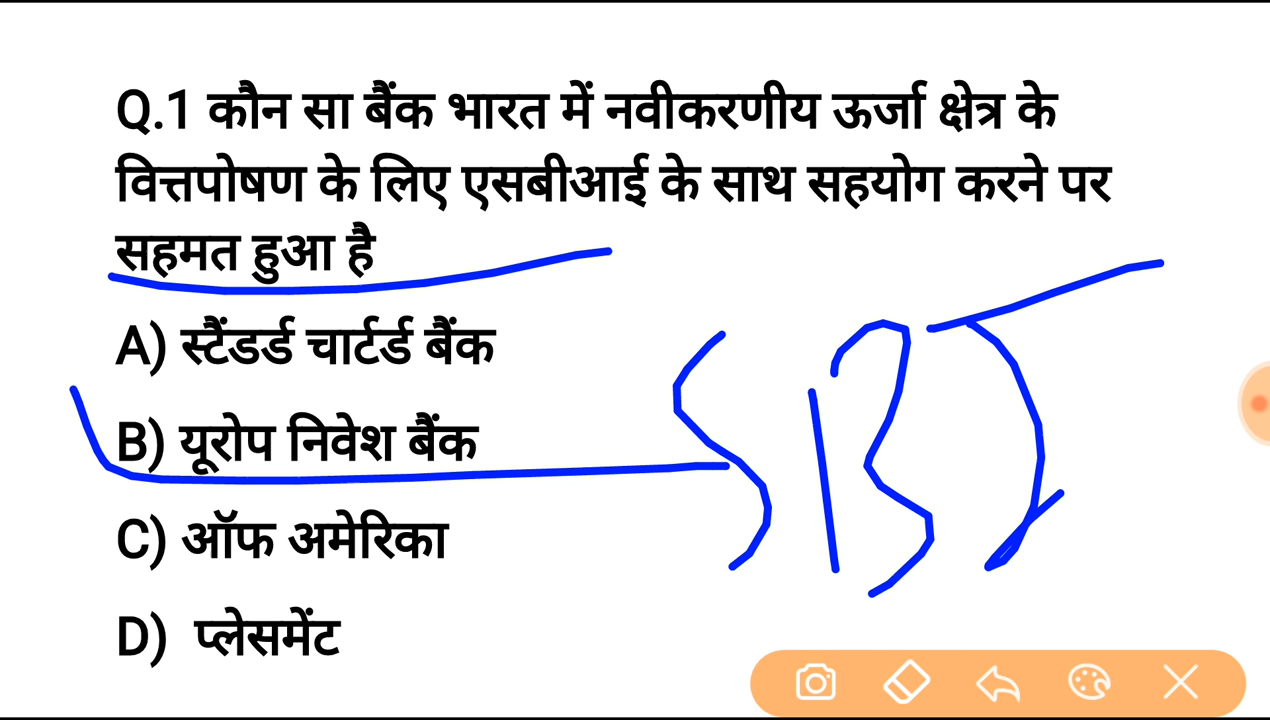 Q.1 कौन सा बैंक भारत में नवीकरणीय ऊर्जा क्षेत्र के
वित्तपोषण के लिए एसबीआई के साथ सहयोग करने पर
सहमत हुआ है
A) स्टैंडर्ड चार्टर्ड बैंक
B) यूरोप निवेश बैंक
C) ऑफ अमेरिका
D) प्लेसमेंट
SBI